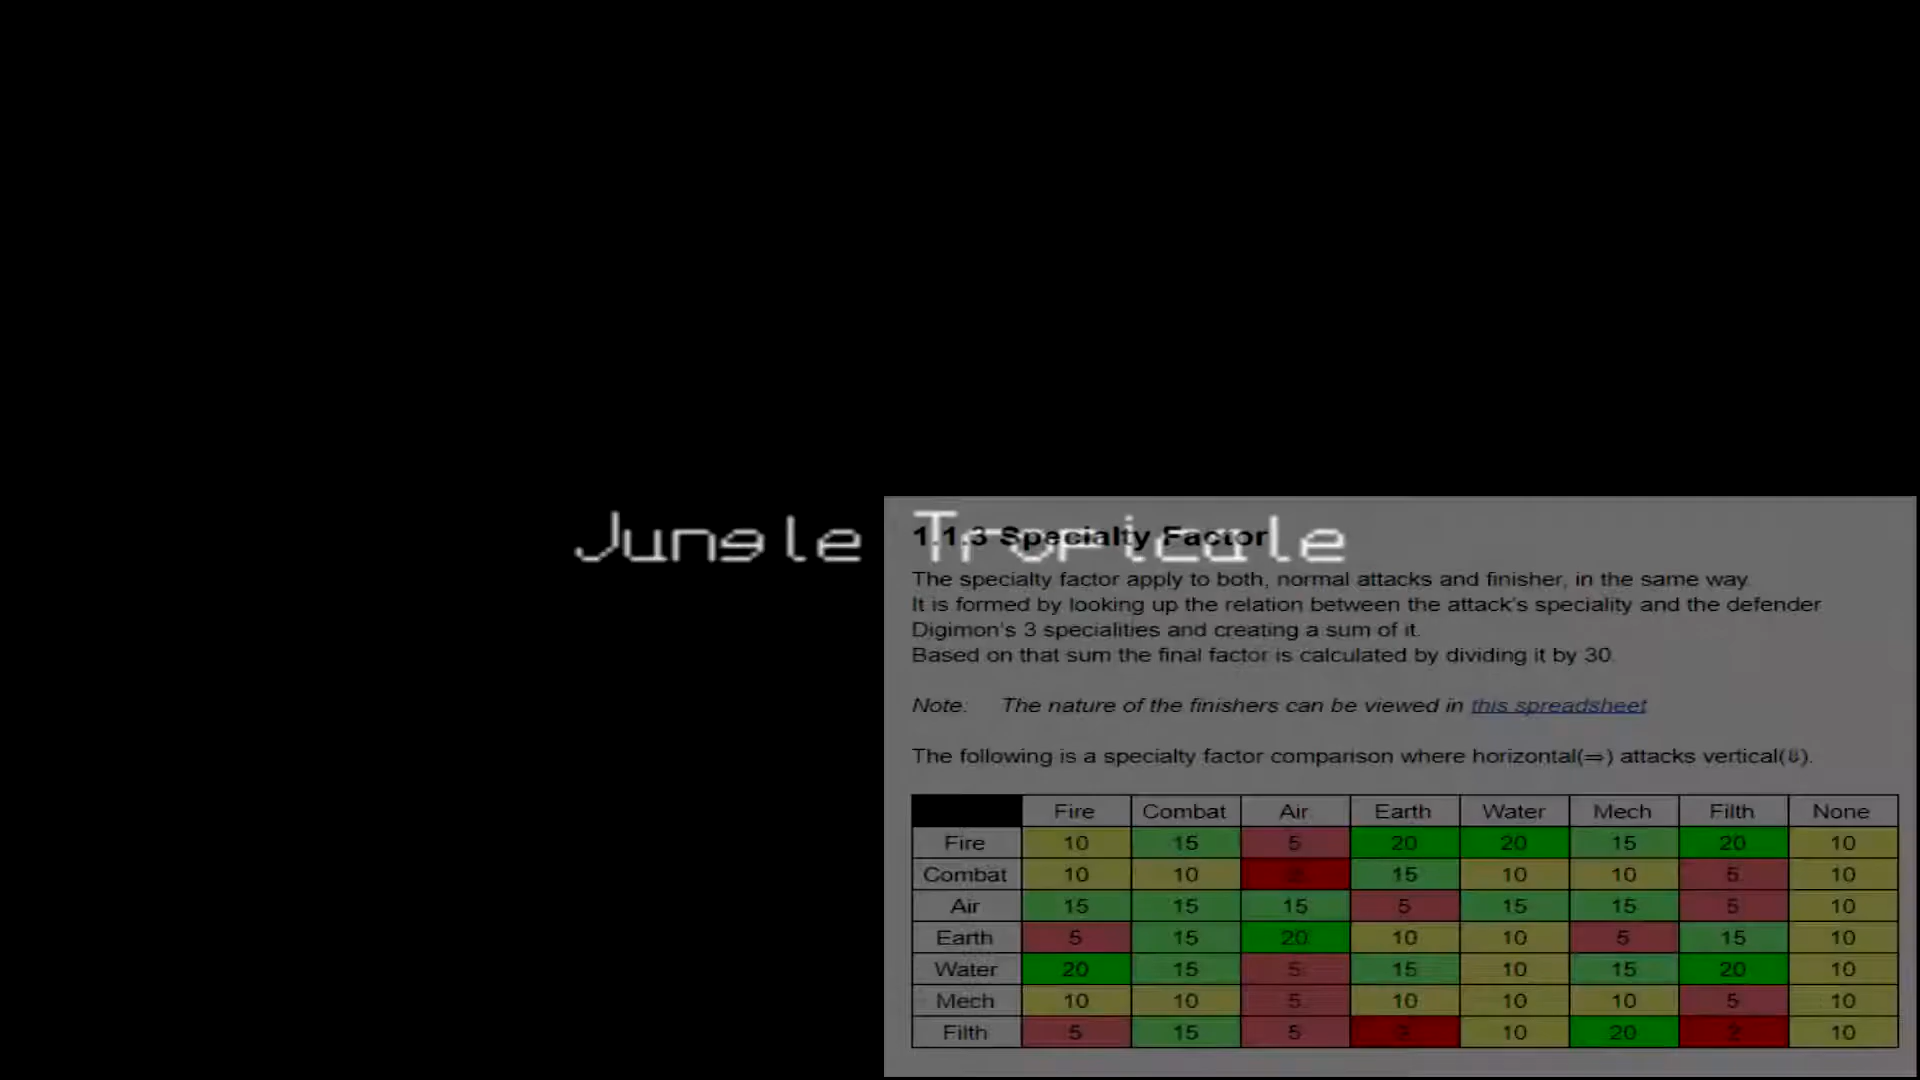 Jungle Tropicale
1.1.3 Specialty Factor
The specialty factor apply to both, normal attacks and finisher, in the same way.
It is formed by looking up the relation between the attack's speciality and the defender
Digimon's 3 specialities and creating a sum of it.
Based on that sum the final factor is calculated by dividing it by 30.
Note: The nature of the finishers can be viewed in this spreadsheet
The following is a specialty factor comparison where horizontal(⇒) attacks vertical(⇓).
Fire Combat Air Earth Water Mech Filth None
Fire 10 15 5 20 20 15 20 10
Combat 10 10 2 15 10 10 5 10
Air 15 15 15 5 15 15 5 10
Earth 5 15 20 10 10 5 15 10
Water 20 15 5 15 10 15 20 10
Mech 10 10 5 10 10 10 5 10
Filth 5 15 5 2 10 20 2 10